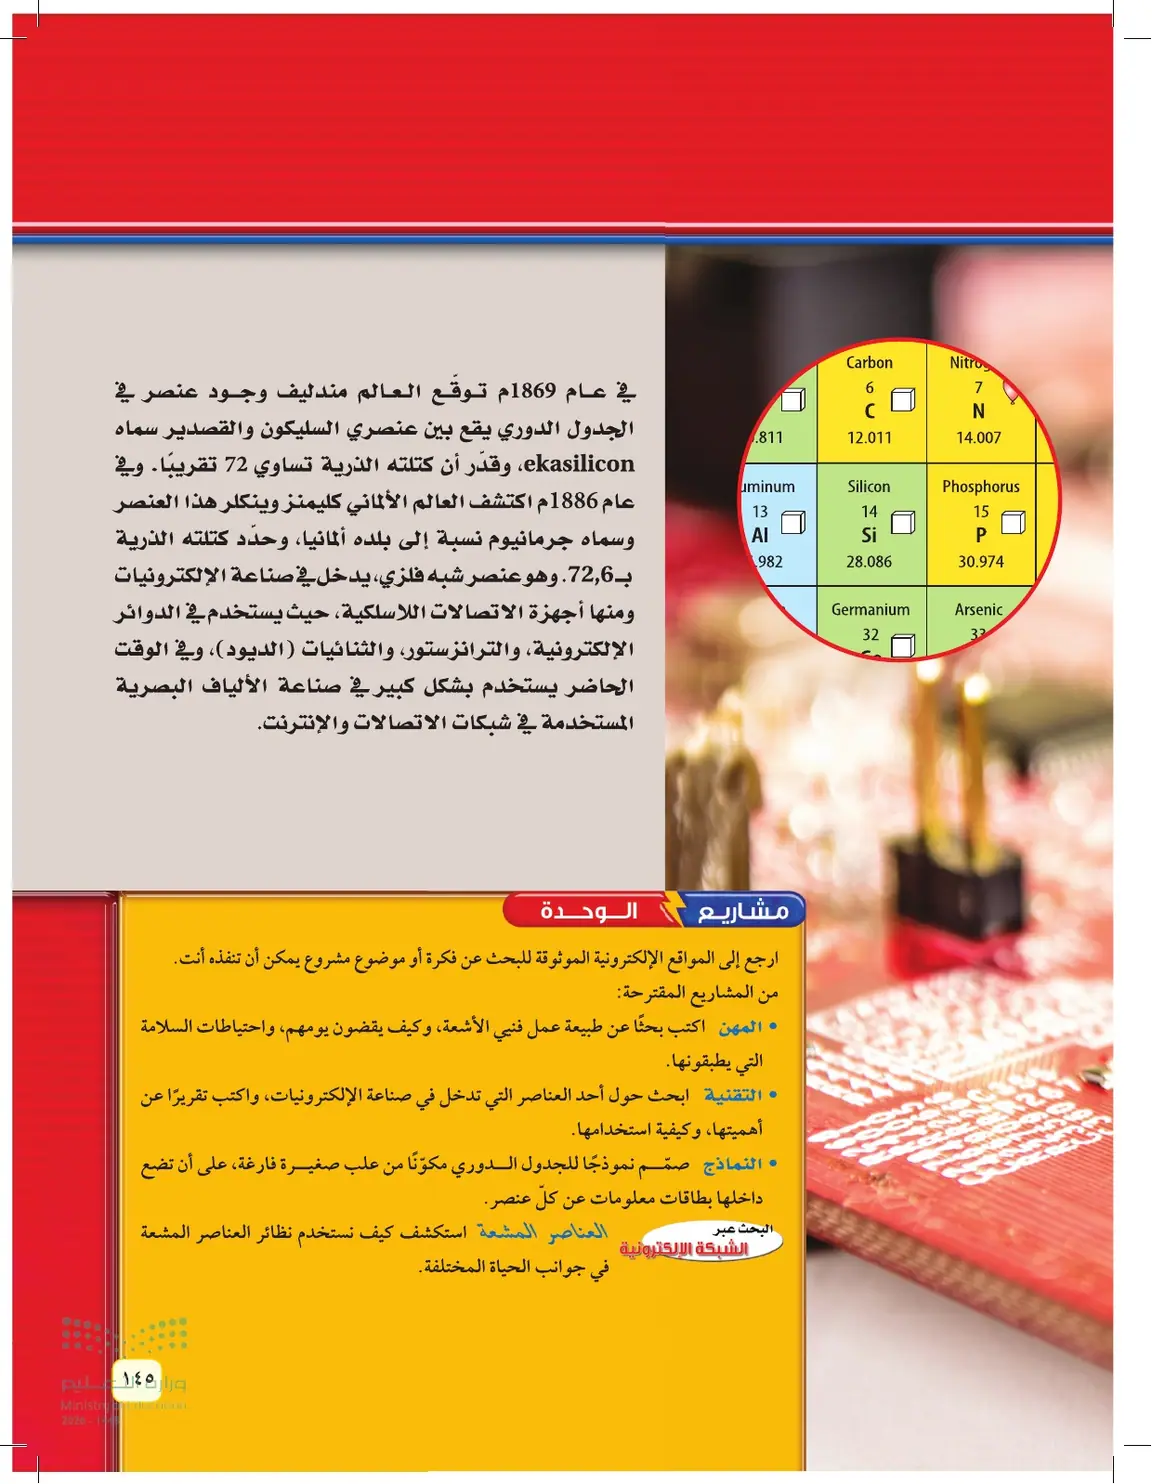 في عام 1869م توقّع العالم مندليف وجود عنصر في
الجدول الدوري يقع بين عنصري السليكون والقصدير سماه
ekasilicon، وقدّر أن كتلته الذرية تساوي 72 تقريبًا. وفي
عام 1886م اكتشف العالم الألماني كليمنز وينكلر هذا العنصر
وسماه جرمانيوم نسبة إلى بلده ألمانيا، وحدّد كتلته الذرية
بـ 72,6. وهو عنصر شبه فلزي، يدخل في صناعة الإلكترونيات
ومنها أجهزة الاتصالات اللاسلكية، حيث يستخدم في الدوائر
الإلكترونية، والترانزستور، والثنائيات (الديود)، وفي الوقت
الحاضر يستخدم بشكل كبير في صناعة الألياف البصرية
المستخدمة في شبكات الاتصالات والإنترنت.
Carbon
6
C
12.011
7
N
14.007
.811
uminum
13
Al
.982
Silicon
14
Si
28.086
Phosphorus
15
P
30.974
Germanium
32
Arsenic
33
مشاريع الوحدة
ارجع إلى المواقع الإلكترونية الموثوقة للبحث عن فكرة أو موضوع مشروع يمكن أن تنفذه أنت.
من المشاريع المقترحة:
• المهن اكتب بحثًا عن طبيعة عمل فنيي الأشعة، وكيف يقضون يومهم، واحتياطات السلامة
التي يطبقونها.
• التقنية ابحث حول أحد العناصر التي تدخل في صناعة الإلكترونيات، واكتب تقريرًا عن
أهميتها، وكيفية استخدامها.
• النماذج صمّم نموذجًا للجدول الدوري مكوّنًا من علب صغيرة فارغة، على أن تضع
داخلها بطاقات معلومات عن كلّ عنصر.
البحث عبر
الشبكة الإلكترونية
العناصر المشعة استكشف كيف نستخدم نظائر العناصر المشعة
في جوانب الحياة المختلفة.
١٤٥
وزارة التعليم